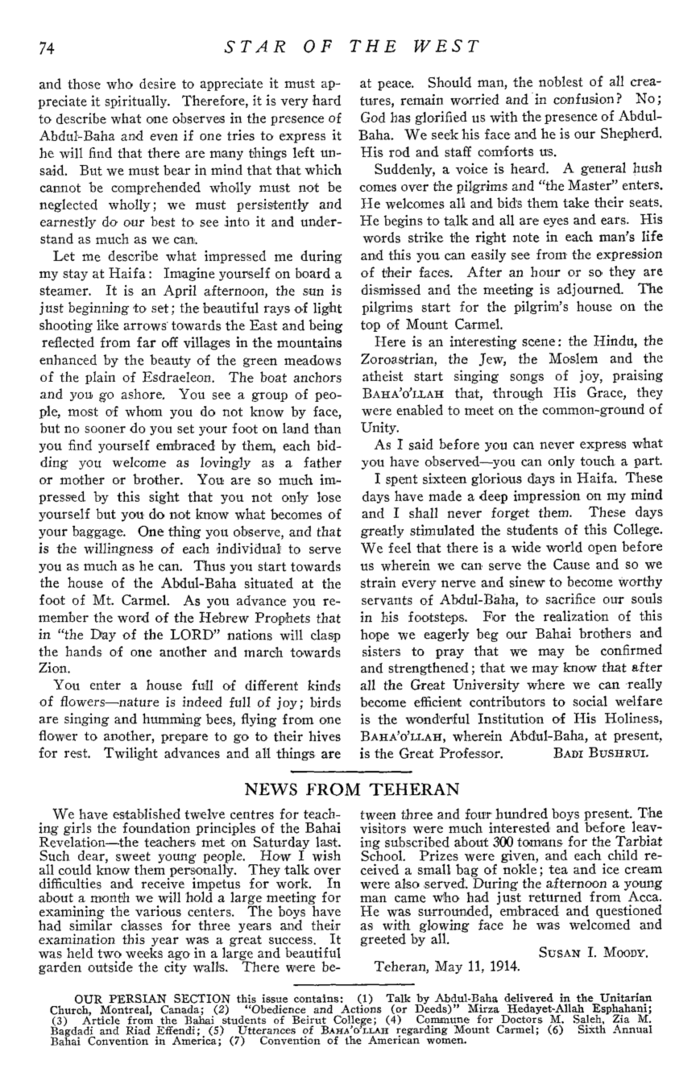 74
STAR OF THE WEST
and those who desire to appreciate it must ap-
preciate it spiritually. Therefore, it is very hard
to describe what one observes in the presence of
Abdul-Baha and even if one tries to express it
he will find that there are many things left un-
said. But we must bear in mind that that which
cannot be comprehended wholly must not be
neglected wholly; we must persistently and
earnestly do our best to see into it and under-
stand as much as we can.
Let me describe what impressed me during
my stay at Haifa: Imagine yourself on board a
steamer. It is an April afternoon, the sun is
just beginning to set; the beautiful rays of light
shooting like arrows towards the East and being
reflected from far off villages in the mountains
enhanced by the beauty of the green meadows
of the plain of Esdraeleon. The boat anchors
and you go ashore. You see a group of peo-
ple, most of whom you do not know by face,
but no sooner do you set your foot on land than
you find yourself embraced by them, each bid-
ding you welcome as lovingly as a father
or mother or brother. You are so much im-
pressed by this sight that you not only lose
yourself but you do not know what becomes of
your baggage. One thing you observe, and that
is the willingness of each individual to serve
you as much as he can. Thus you start towards
the house of the Abdul-Baha situated at the
foot of Mt. Carmel. As you advance you re-
member the word of the Hebrew Prophets that
in "the Day of the LORD" nations will clasp
the hands of one another and march towards
Zion.
You enter a house full of different kinds
of flowers—nature is indeed full of joy; birds
are singing and humming bees, flying from one
flower to another, prepare to go to their hives
for rest. Twilight advances and all things are
at peace. Should man, the noblest of all crea-
tures, remain worried and in confusion? No;
God has glorified us with the presence of Abdul-
Baha. We seek his face and he is our Shepherd.
His rod and staff comforts us.
Suddenly, a voice is heard. A general hush
comes over the pilgrims and "the Master" enters.
He welcomes all and bids them take their seats.
He begins to talk and all are eyes and ears. His
words strike the right note in each man's life
and this you can easily see from the expression
of their faces. After an hour or so they are
dismissed and the meeting is adjourned. The
pilgrims start for the pilgrim's house on the
top of Mount Carmel.
Here is an interesting scene: the Hindu, the
Zoroastrian, the Jew, the Moslem and the
atheist start singing songs of joy, praising
BAHA'O'LLAH that, through His Grace, they
were enabled to meet on the common-ground of
Unity.
As I said before you can never express what
you have observed—you can only touch a part.
I spent sixteen glorious days in Haifa. These
days have made a deep impression on my mind
and I shall never forget them. These days
greatly stimulated the students of this College.
We feel that there is a wide world open before
us wherein we can serve the Cause and so we
strain every nerve and sinew to become worthy
servants of Abdul-Baha, to sacrifice our souls
in his footsteps. For the realization of this
hope we eagerly beg our Bahai brothers and
sisters to pray that we may be confirmed
and strengthened; that we may know that after
all the Great University where we can really
become efficient contributors to social welfare
is the wonderful Institution of His Holiness,
BAHA'O'LLAH, wherein Abdul-Baha, at present,
is the Great Professor. BADI BUSHRUI.
NEWS FROM TEHERAN
We have established twelve centres for teach-
ing girls the foundation principles of the Bahai
Revelation—the teachers met on Saturday last.
Such dear, sweet young people. How I wish
all could know them personally. They talk over
difficulties and receive impetus for work. In
about a month we will hold a large meeting for
examining the various centers. The boys have
had similar classes for three years and their
examination this year was a great success. It
was held two weeks ago in a large and beautiful
garden outside the city walls. There were be-
tween three and four hundred boys present. The
visitors were much interested and before leav-
ing subscribed about 300 tomans for the Tarbiat
School. Prizes were given, and each child re-
ceived a small bag of nokle; tea and ice cream
were also served. During the afternoon a young
man came who had just returned from Acca.
He was surrounded, embraced and questioned
as with glowing face he was welcomed and
greeted by all.
SUSAN I. MOODY.
Teheran, May 11, 1914.
OUR PERSIAN SECTION this issue contains: (1) Talk by Abdul-Baha delivered in the Unitarian
Church, Montreal, Canada; (2) "Obedience and Actions (or Deeds)" Mirza Hedayet-Allah Esphahani;
(3) Article from the Bahai students of Beirut College; (4) Commune for Doctors M. Saleh, Zia M.
Bagdadi and Riad Effendi; (5) Utterances of BAHA'O'LLAH regarding Mount Carmel; (6) Sixth Annual
Bahai Convention in America; (7) Convention of the American women.